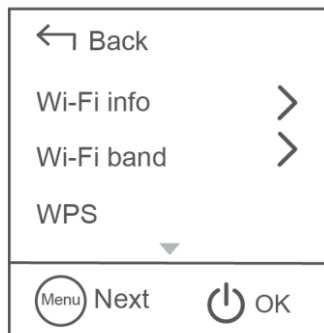 Back
Wi-Fi info
Wi-Fi band
WPS
Menu Next OK